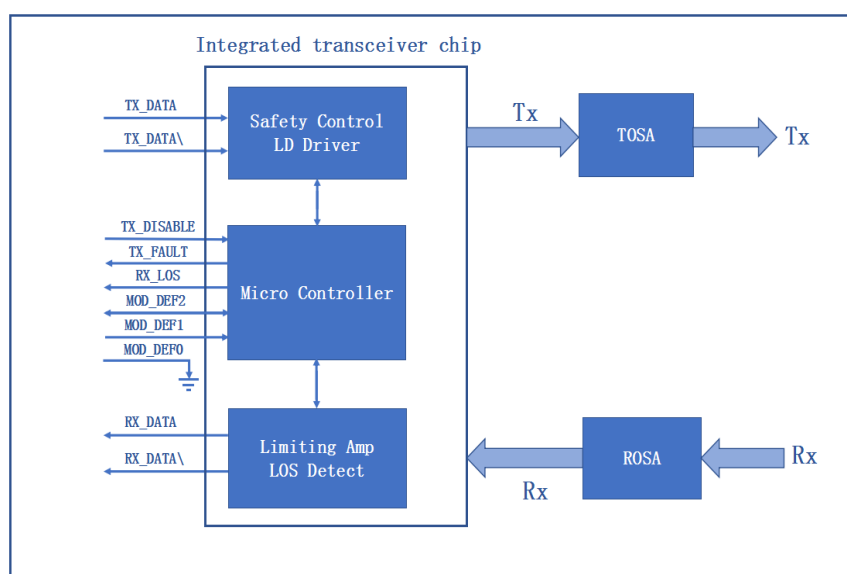 Integrated transceiver chip
TX_DATA
TX_DATA\
Safety Control
LD Driver
Tx
TOSA
Tx
TX_DISABLE
TX_FAULT
RX_LOS
MOD_DEF2
MOD_DEF1
MOD_DEF0
Micro Controller
RX_DATA
RX_DATA\
Limiting Amp
LOS Detect
Rx
ROSA
Rx